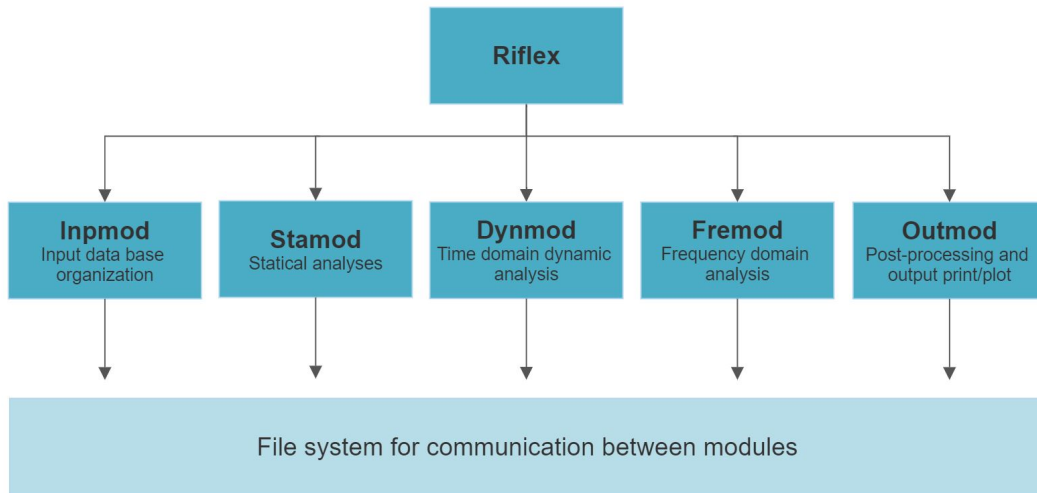 Riflex
Inpmod
Input data base
organization
Stamod
Statical analyses
Dynmod
Time domain dynamic
analysis
Fremod
Frequency domain
analysis
Outmod
Post-processing and
output print/plot
File system for communication between modules